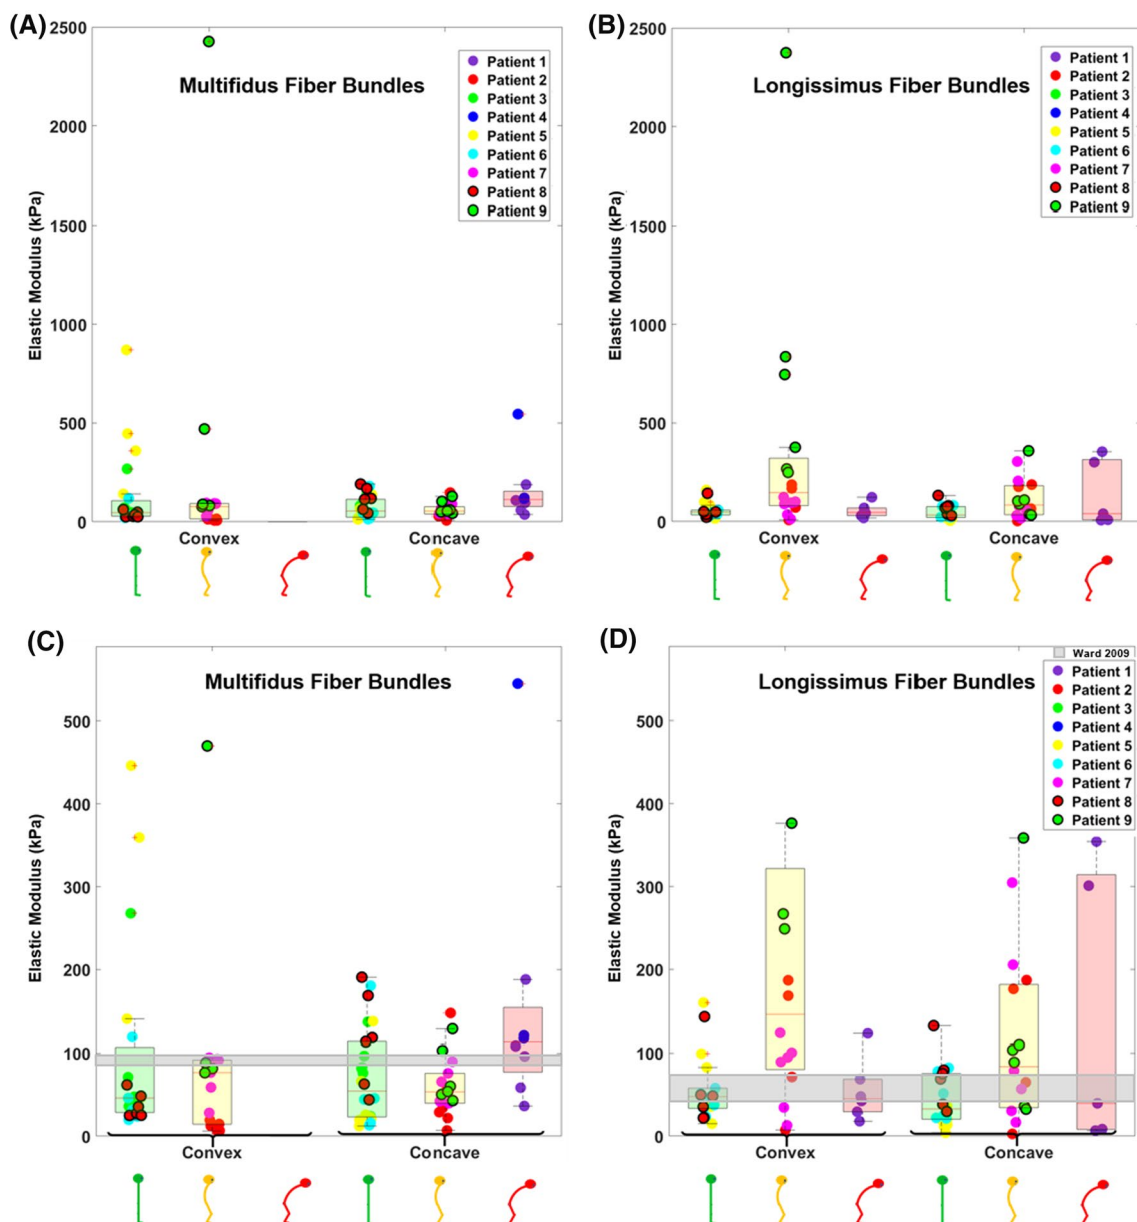 (A)
Multifidus Fiber Bundles
Elastic Modulus (kPa)
2500
2000
1500
1000
500
0
Patient 1
Patient 2
Patient 3
Patient 4
Patient 5
Patient 6
Patient 7
Patient 8
Patient 9
Convex
Concave
(B)
Longissimus Fiber Bundles
Elastic Modulus (kPa)
2500
2000
1500
1000
500
0
Patient 1
Patient 2
Patient 3
Patient 4
Patient 5
Patient 6
Patient 7
Patient 8
Patient 9
Convex
Concave
(C)
Multifidus Fiber Bundles
Elastic Modulus (kPa)
500
400
300
200
100
0
Convex
Concave
(D)
Longissimus Fiber Bundles
Elastic Modulus (kPa)
500
400
300
200
100
0
Ward 2009
Patient 1
Patient 2
Patient 3
Patient 4
Patient 5
Patient 6
Patient 7
Patient 8
Patient 9
Convex
Concave